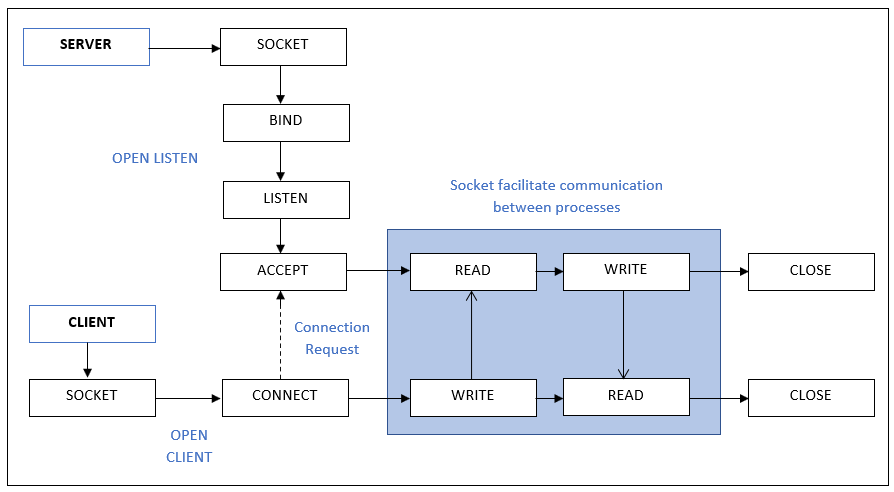 SERVER
SOCKET
BIND
OPEN LISTEN
LISTEN
Socket facilitate communication
between processes
ACCEPT
READ
WRITE
CLOSE
CLIENT
Connection
Request
SOCKET
CONNECT
WRITE
READ
CLOSE
OPEN
CLIENT